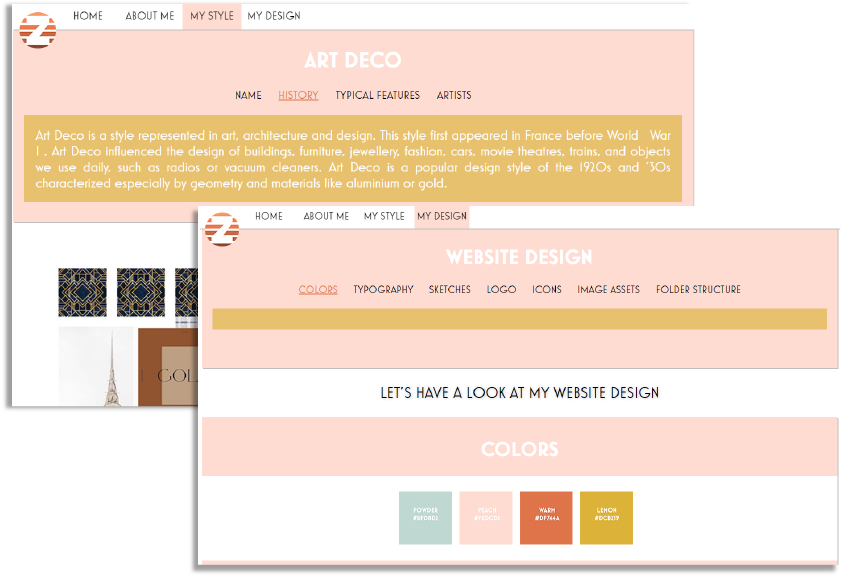 HOME ABOUT ME MY STYLE MY DESIGN
ART DECO
NAME HISTORY TYPICAL FEATURES ARTISTS
Art Deco is a style represented in art, architecture and design. This style first appeared in France before World War
I . Art Deco influenced the design of buildings, furniture, jewellery, fashion, cars, movie theatres, trains, and objects
we use daily, such as radios or vacuum cleaners. Art Deco is a popular design style of the 1920s and '30s
characterized especially by geometry and materials like aluminium or gold.
GOL
Z
HOME ABOUT ME MY STYLE MY DESIGN
WEBSITE DESIGN
COLORS TYPOGRAPHY SKETCHES LOGO ICONS IMAGE ASSETS FOLDER STRUCTURE
LET'S HAVE A LOOK AT MY WEBSITE DESIGN
COLORS
POWDER PEACH WARM LEMON
#DF744A